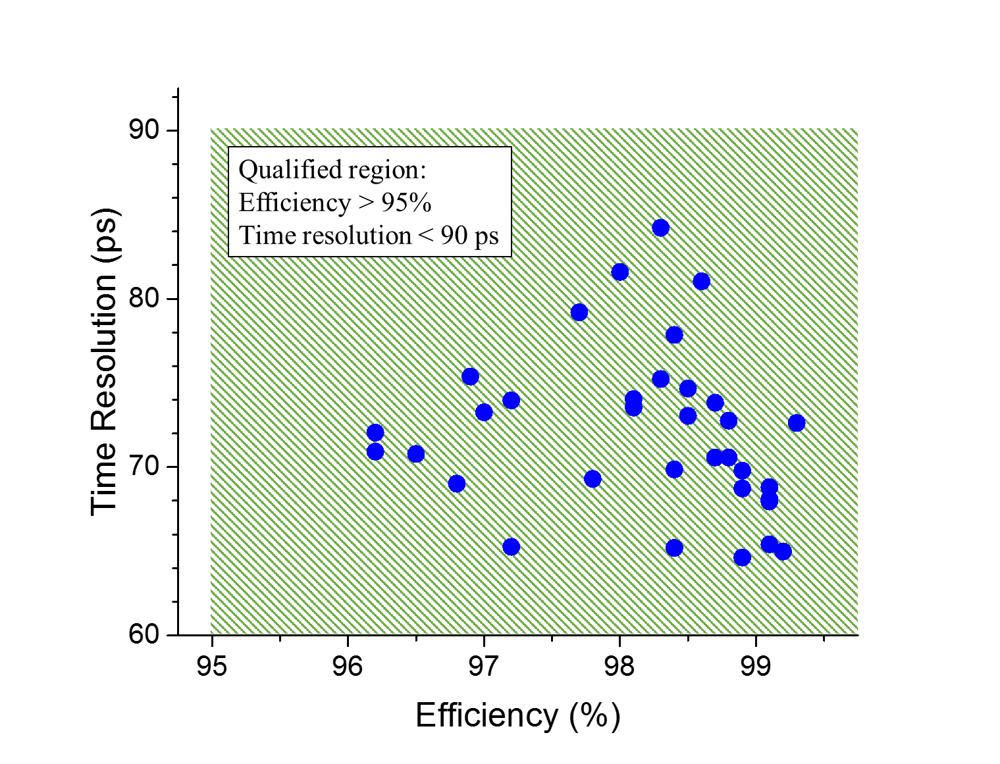 90
80
70
60
Time Resolution (ps)
Qualified region:
Efficiency > 95%
Time resolution < 90 ps
95 96 97 98 99
Efficiency (%)